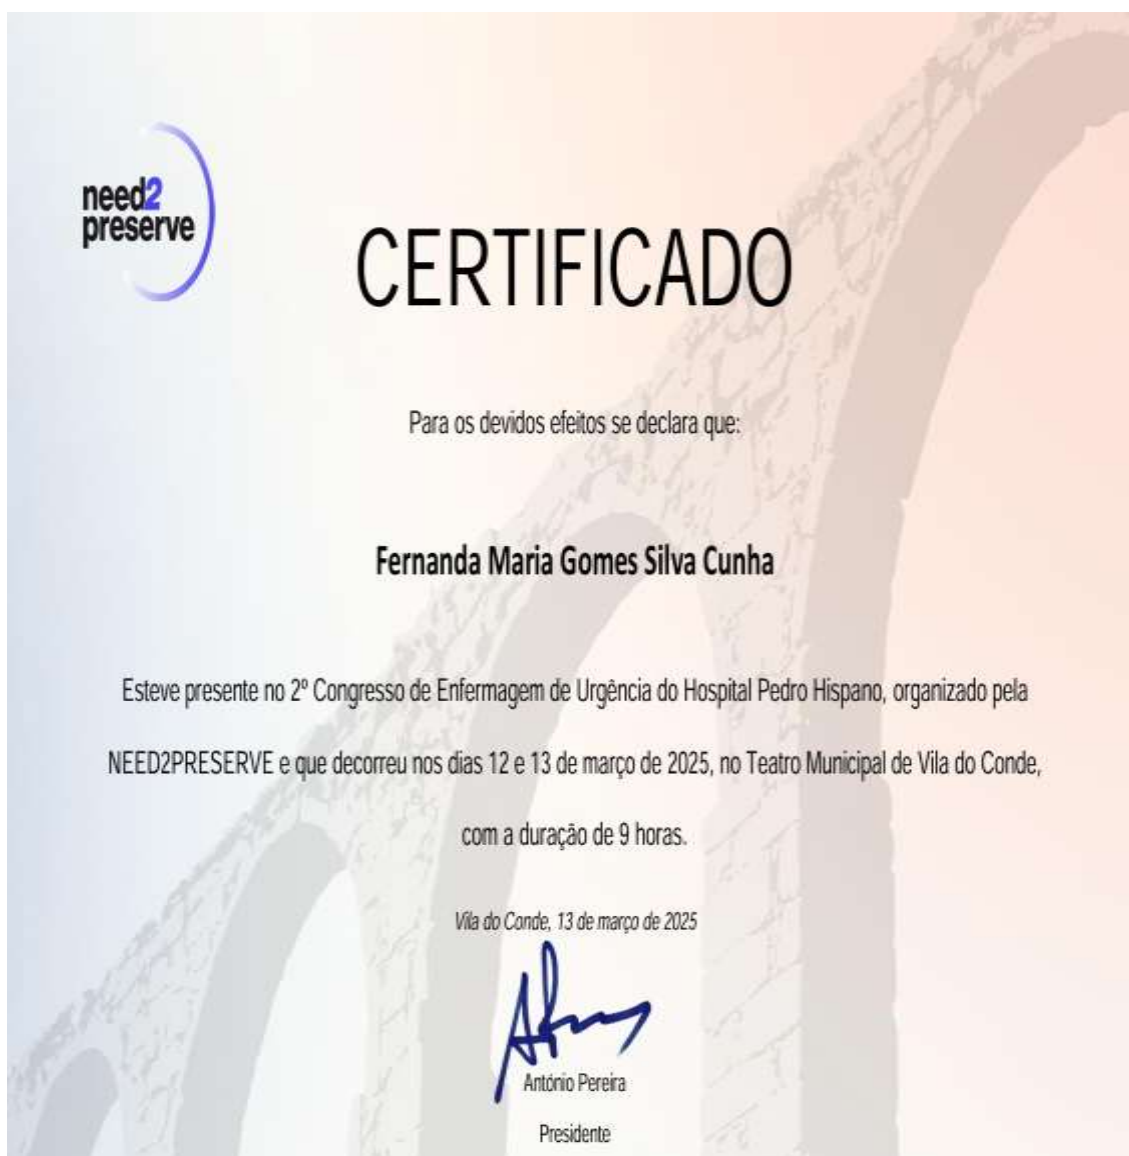 need2
preserve
CERTIFICADO
Para os devidos efeitos se declara que:
Fernanda Maria Gomes Silva Cunha
Esteve presente no 2º Congresso de Enfermagem de Urgência do Hospital Pedro Hispano, organizado pela
NEED2PRESERVE e que decorreu nos dias 12 e 13 de março de 2025, no Teatro Municipal de Vila do Conde,
com a duração de 9 horas.
Vila do Conde, 13 de março de 2025
António Pereira
Presidente